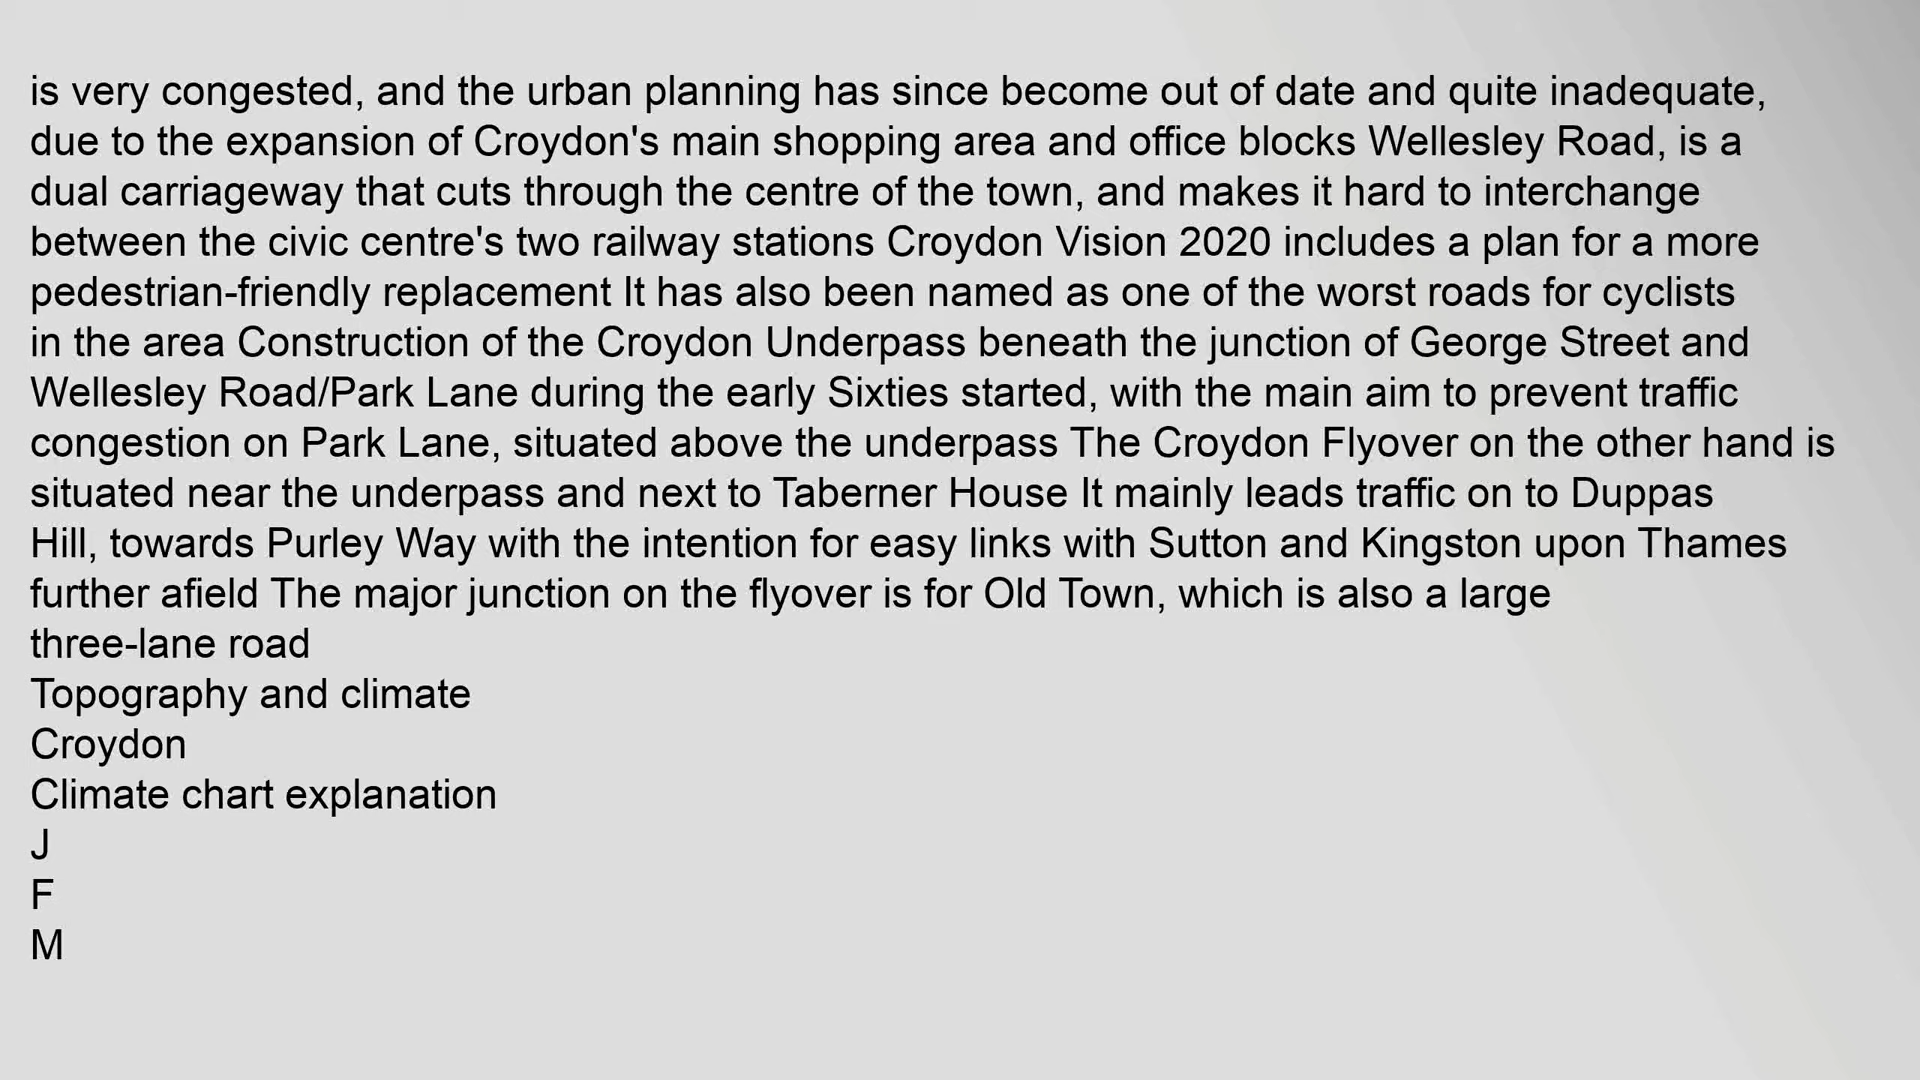 is very congested, and the urban planning has since become out of date and quite inadequate,
due to the expansion of Croydon's main shopping area and office blocks Wellesley Road, is a
dual carriageway that cuts through the centre of the town, and makes it hard to interchange
between the civic centre's two railway stations Croydon Vision 2020 includes a plan for a more
pedestrian-friendly replacement It has also been named as one of the worst roads for cyclists
in the area Construction of the Croydon Underpass beneath the junction of George Street and
Wellesley Road/Park Lane during the early Sixties started, with the main aim to prevent traffic
congestion on Park Lane, situated above the underpass The Croydon Flyover on the other hand is
situated near the underpass and next to Taberner House It mainly leads traffic on to Duppas
Hill, towards Purley Way with the intention for easy links with Sutton and Kingston upon Thames
further afield The major junction on the flyover is for Old Town, which is also a large
three-lane road
Topography and climate
Croydon
Climate chart explanation
J
F
M